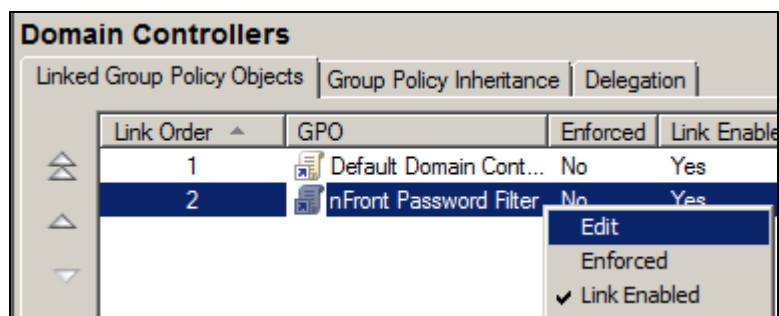 Domain Controllers
Linked Group Policy Objects Group Policy Inheritance Delegation
Link Order GPO Enforced Link Enable
1 Default Domain Cont... No Yes
2 nFront Password Filter No Yes
Edit
Enforced
Link Enabled